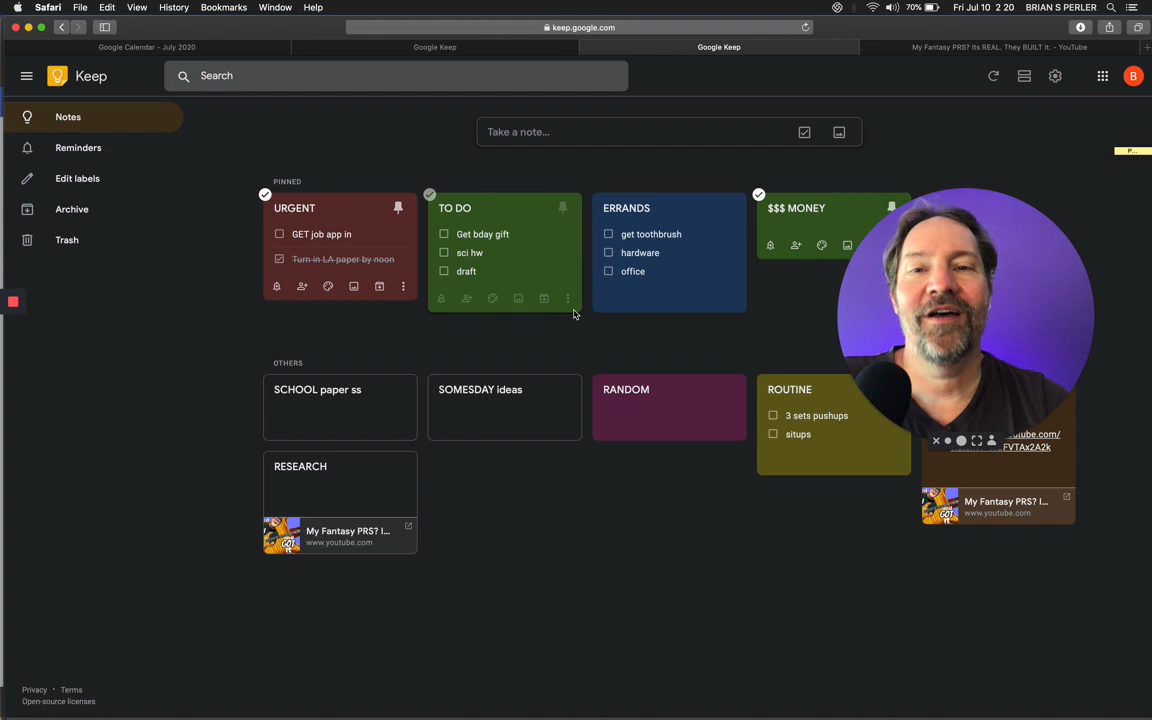 Safari File Edit View History Bookmarks Window Help
70% Fri Jul 10 2 20 BRIAN S PERLER
keep.google.com
Google Calendar - July 2020
Google Keep
Google Keep
My Fantasy PRS? Its REAL. They BUILT It. - YouTube
Keep
Search
B
Notes
Reminders
Edit labels
Archive
Trash
Take a note...
P...
PINNED
URGENT
GET job app in
Turn in LA paper by noon
TO DO
Get bday gift
sci hw
draft
ERRANDS
get toothbrush
hardware
office
$$$ MONEY
OTHERS
SCHOOL paper ss
SOMESDAY ideas
RANDOM
ROUTINE
3 sets pushups
situps
utube.com/
FVTAx2A2k
My Fantasy PRS? I...
www.youtube.com
RESEARCH
GOT
My Fantasy PRS? I...
www.youtube.com
Privacy • Terms
Open-source licenses